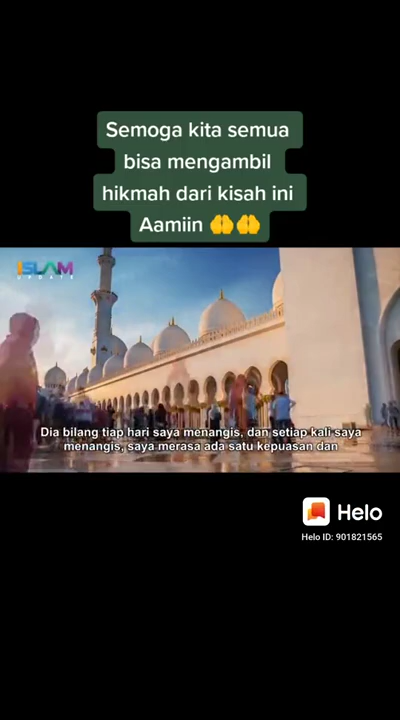 Semoga kita semua
bisa mengambil
hikmah dari kisah ini
Aamiin 🤲🤲
ISLAM
UPDATE
Dia bilang tiap hari saya menangis, dan setiap kali saya
menangis, saya merasa ada satu kepuasan dan
Helo
Helo ID: 901821565